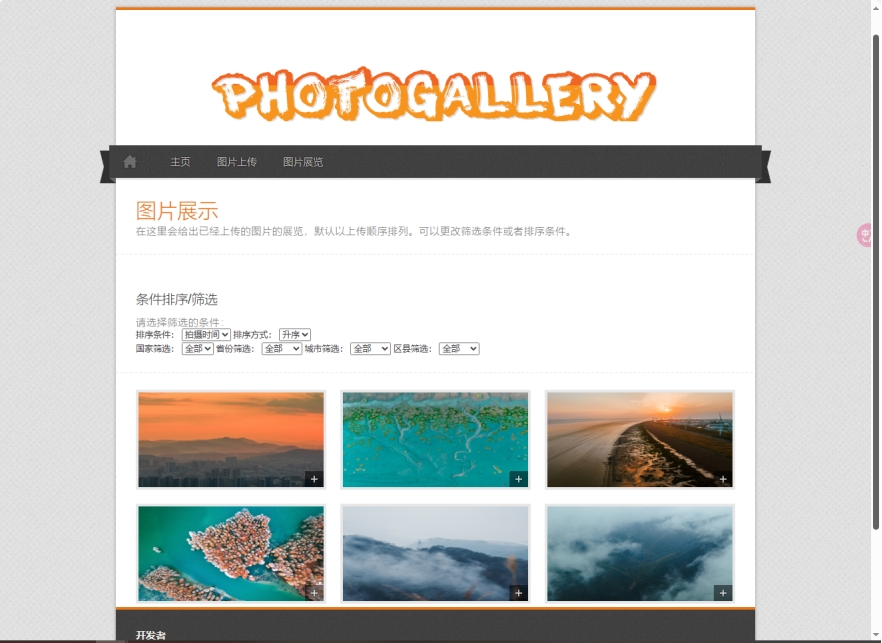 PHOTOGALLERY
主页 图片上传 图片展览
图片展示
在这里会给出已经上传的图片的展览，默认以上传顺序排列。可以更改筛选条件或者排序条件。
条件排序/筛选
请选择筛选的条件：
排序条件： 拍摄时间 排序方式： 升序
国家筛选： 全部 省份筛选： 全部 城市筛选： 全部 区县筛选： 全部
+ + +
+ + +
开发者